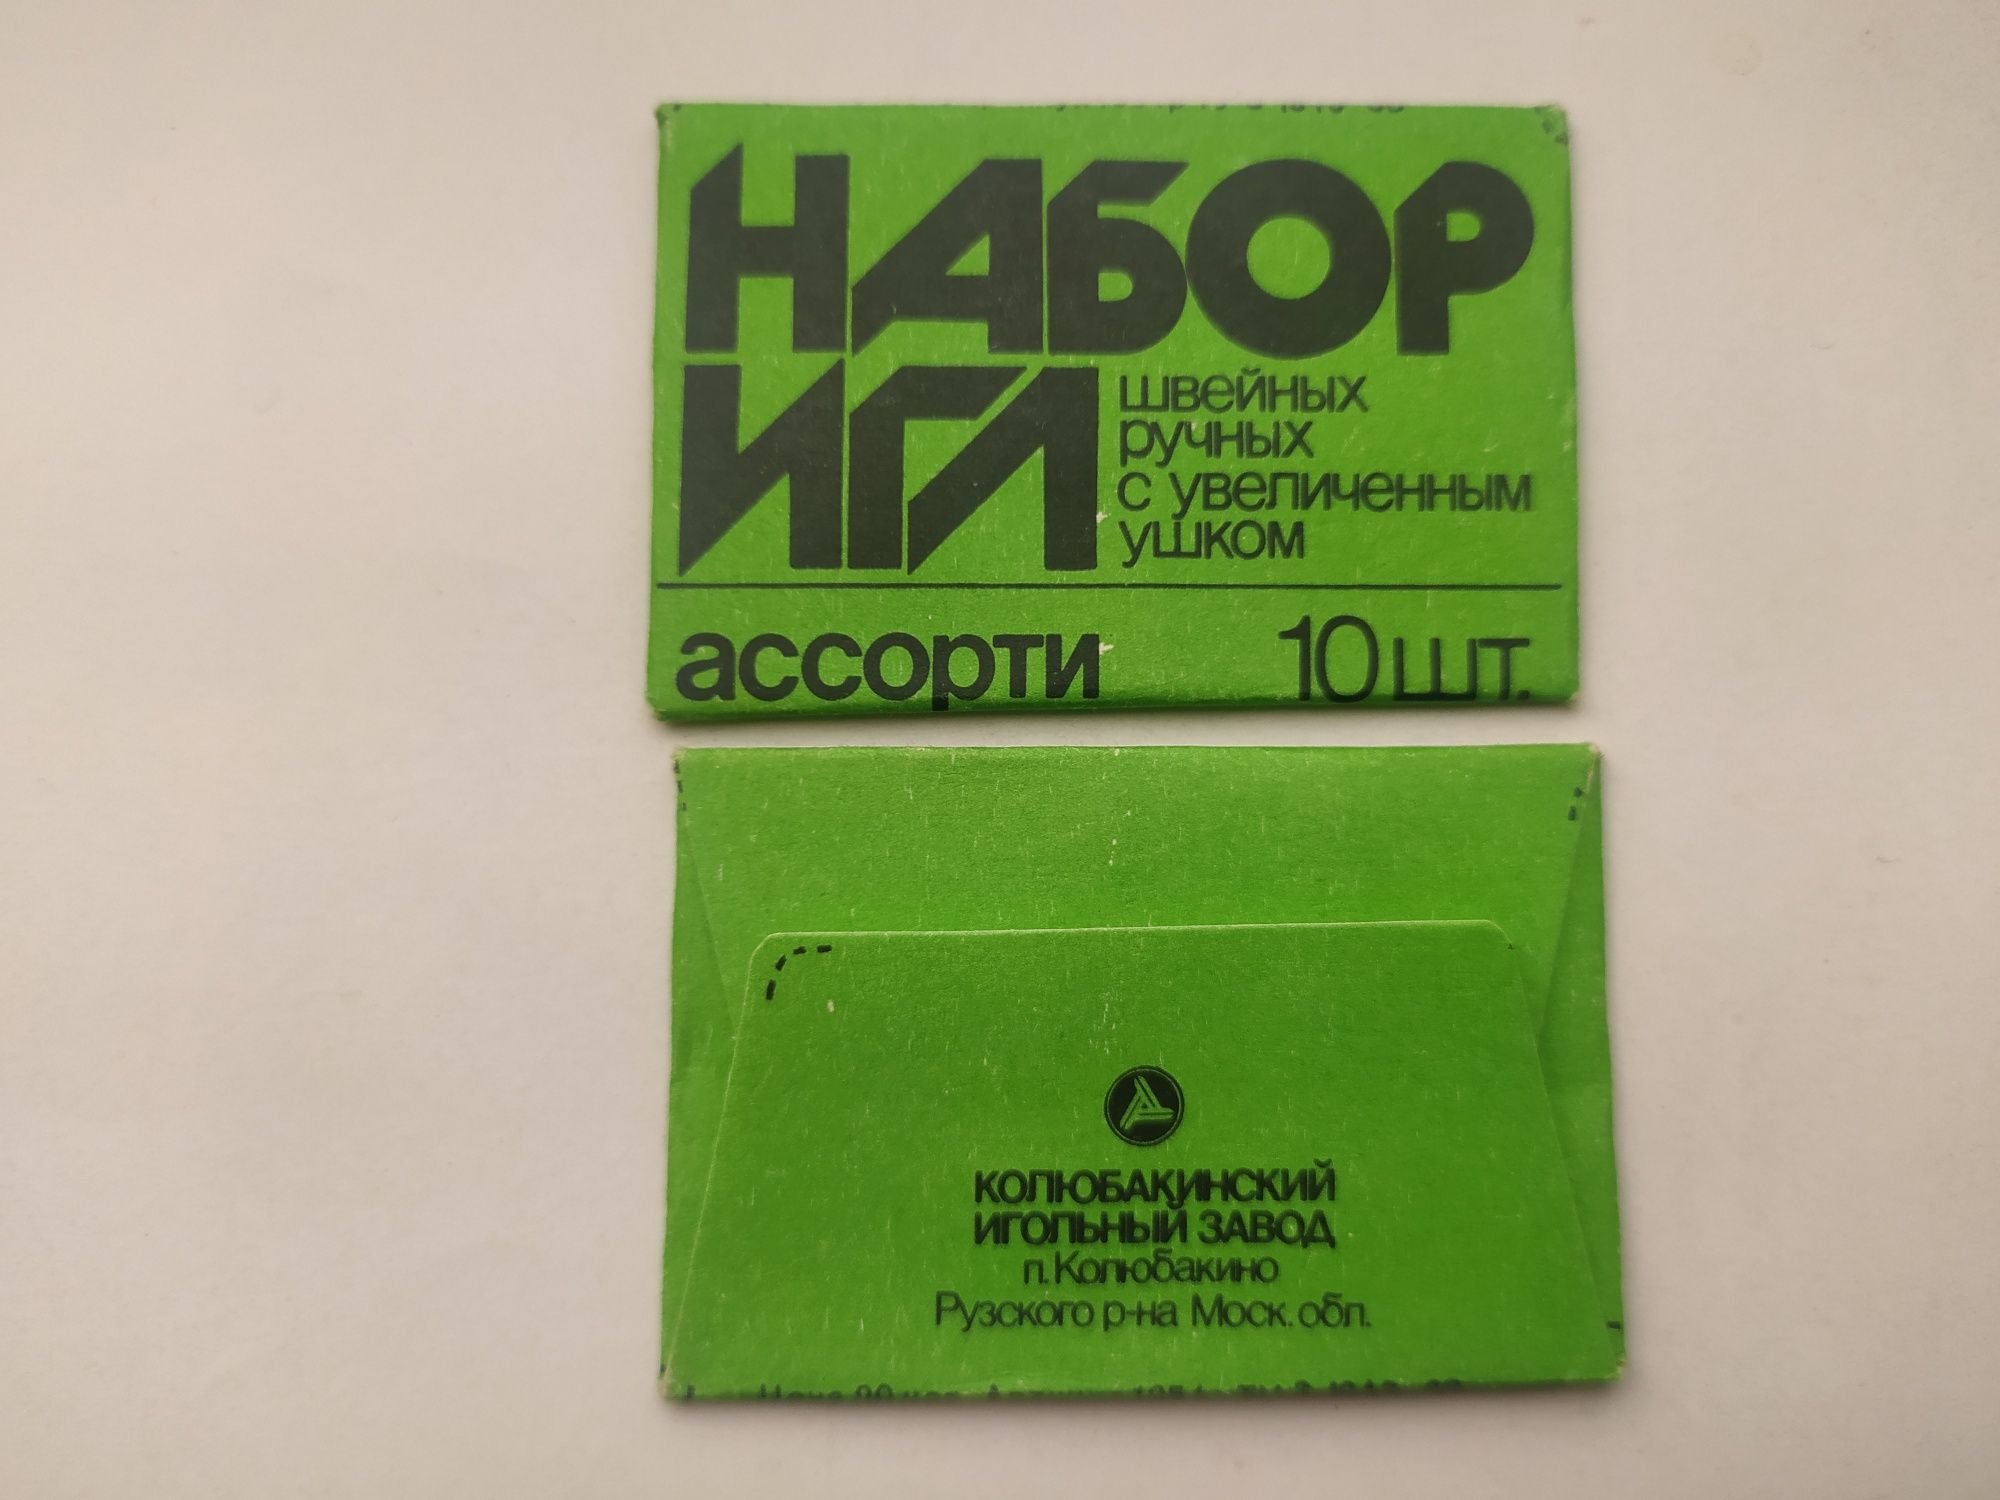 НАБОР
ИГЛ
швейных
ручных
с увеличенным
ушком
ассорти 10 шт.
КОЛЮБАКИНСКИЙ
ИГОЛЬНЫЙ ЗАВОД
п. Колюбакино
Рузского р-на Моск. обл.